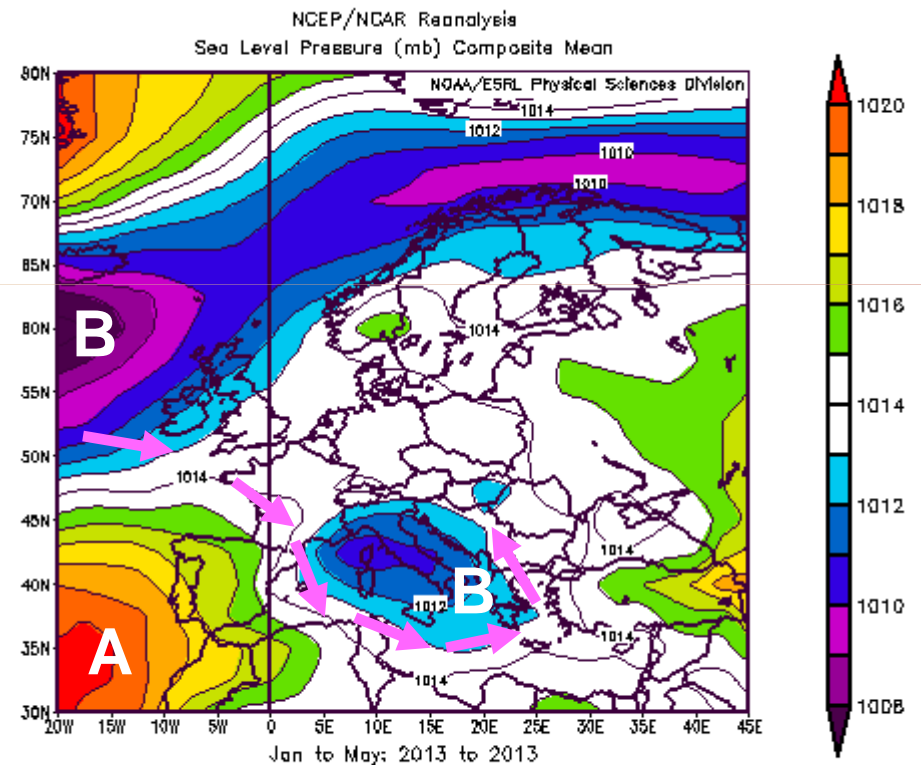 NCEP/NCAR Reanalysis
Sea Level Pressure (mb) Composite Mean
NOAA/ESRL Physical Sciences Division
80N
75N
70N
65N
60N
55N
50N
45N
40N
35N
30N
1014
1012
1010
1010
B
1014
1014
1014
B
1012
A
1014
1014
20W 15W 10W 5W 0 5E 10E 15E 20E 25E 30E 35E 40E 45E
Jan to May: 2013 to 2013
1020
1018
1016
1014
1012
1010
1008